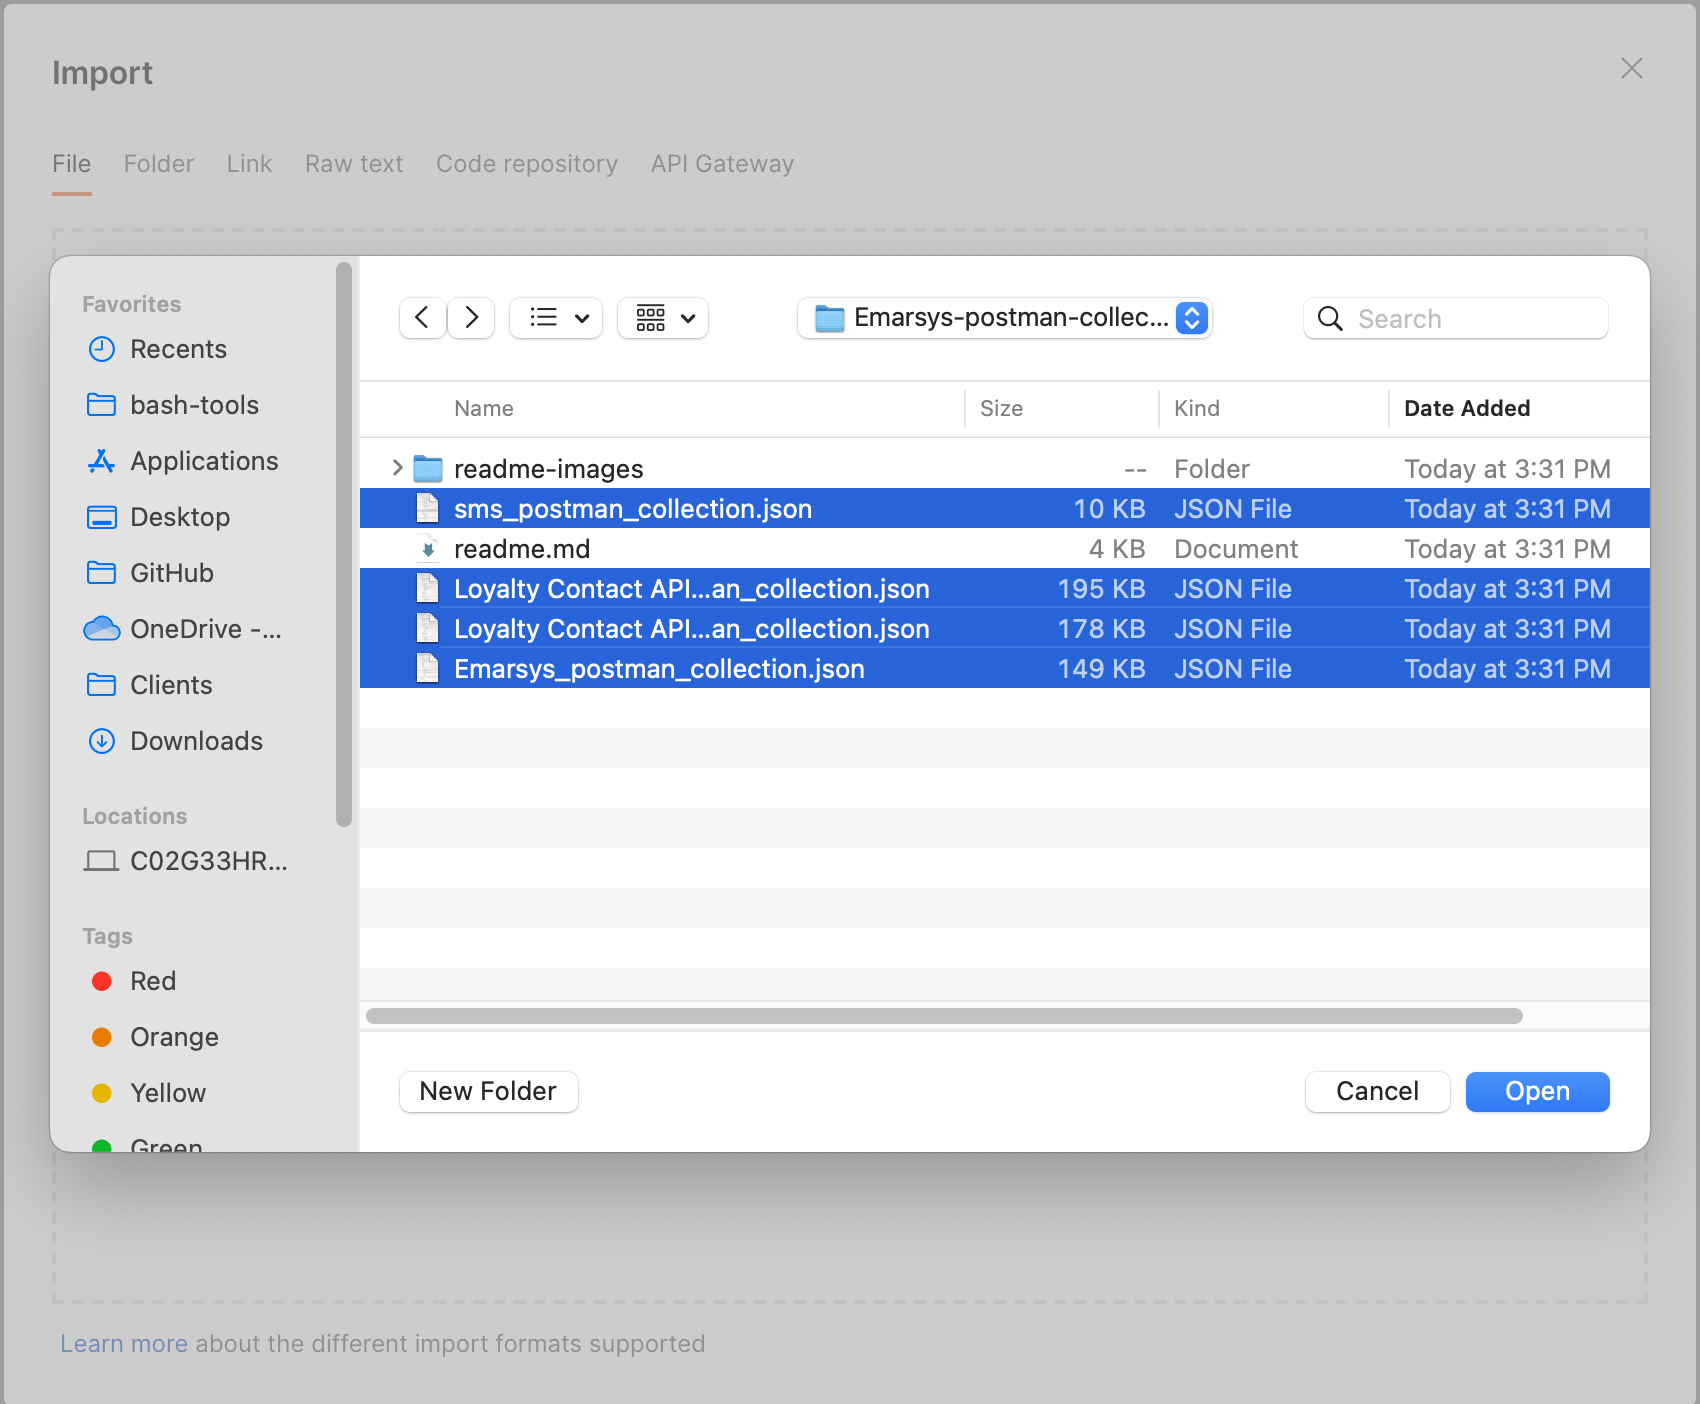 Import
File Folder Link Raw text Code repository API Gateway
Favorites
Recents
bash-tools
Applications
Desktop
GitHub
OneDrive -...
Clients
Downloads
Locations
C02G33HR...
Tags
Red
Orange
Yellow
Green
Emarsys-postman-collec...
Search
Name Size Kind Date Added
readme-images -- Folder Today at 3:31 PM
sms_postman_collection.json 10 KB JSON File Today at 3:31 PM
readme.md 4 KB Document Today at 3:31 PM
Loyalty Contact API...an_collection.json 195 KB JSON File Today at 3:31 PM
Loyalty Contact API...an_collection.json 178 KB JSON File Today at 3:31 PM
Emarsys_postman_collection.json 149 KB JSON File Today at 3:31 PM
New Folder Cancel Open
Learn more about the different import formats supported